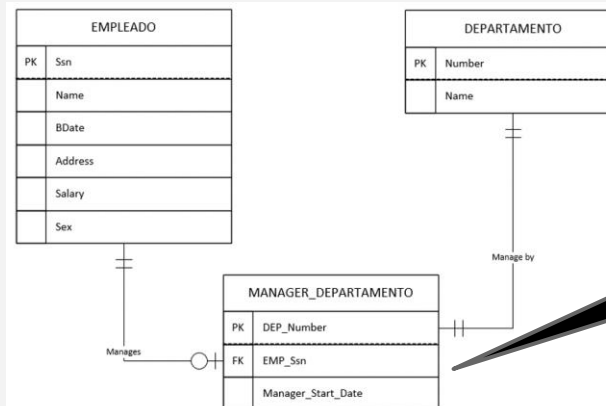 EMPLEADO
PK Ssn
Name
BDate
Address
Salary
Sex
DEPARTAMENTO
PK Number
Name
Manages
Manage by
MANAGER_DEPARTAMENTO
PK DEP_Number
FK EMP_Ssn
Manager_Start_Date